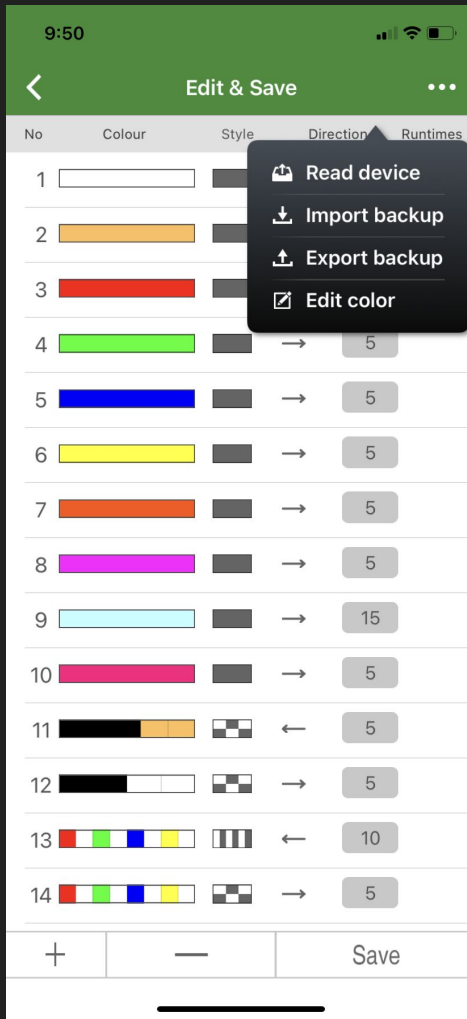 9:50
Edit & Save
No Colour Style Direction Runtimes
Read device
Import backup
Export backup
Edit color
1
2
3
4 → 5
5 → 5
6 → 5
7 → 5
8 → 5
9 → 15
10 → 5
11 ← 5
12 → 5
13 ← 10
14 → 5
+ — Save